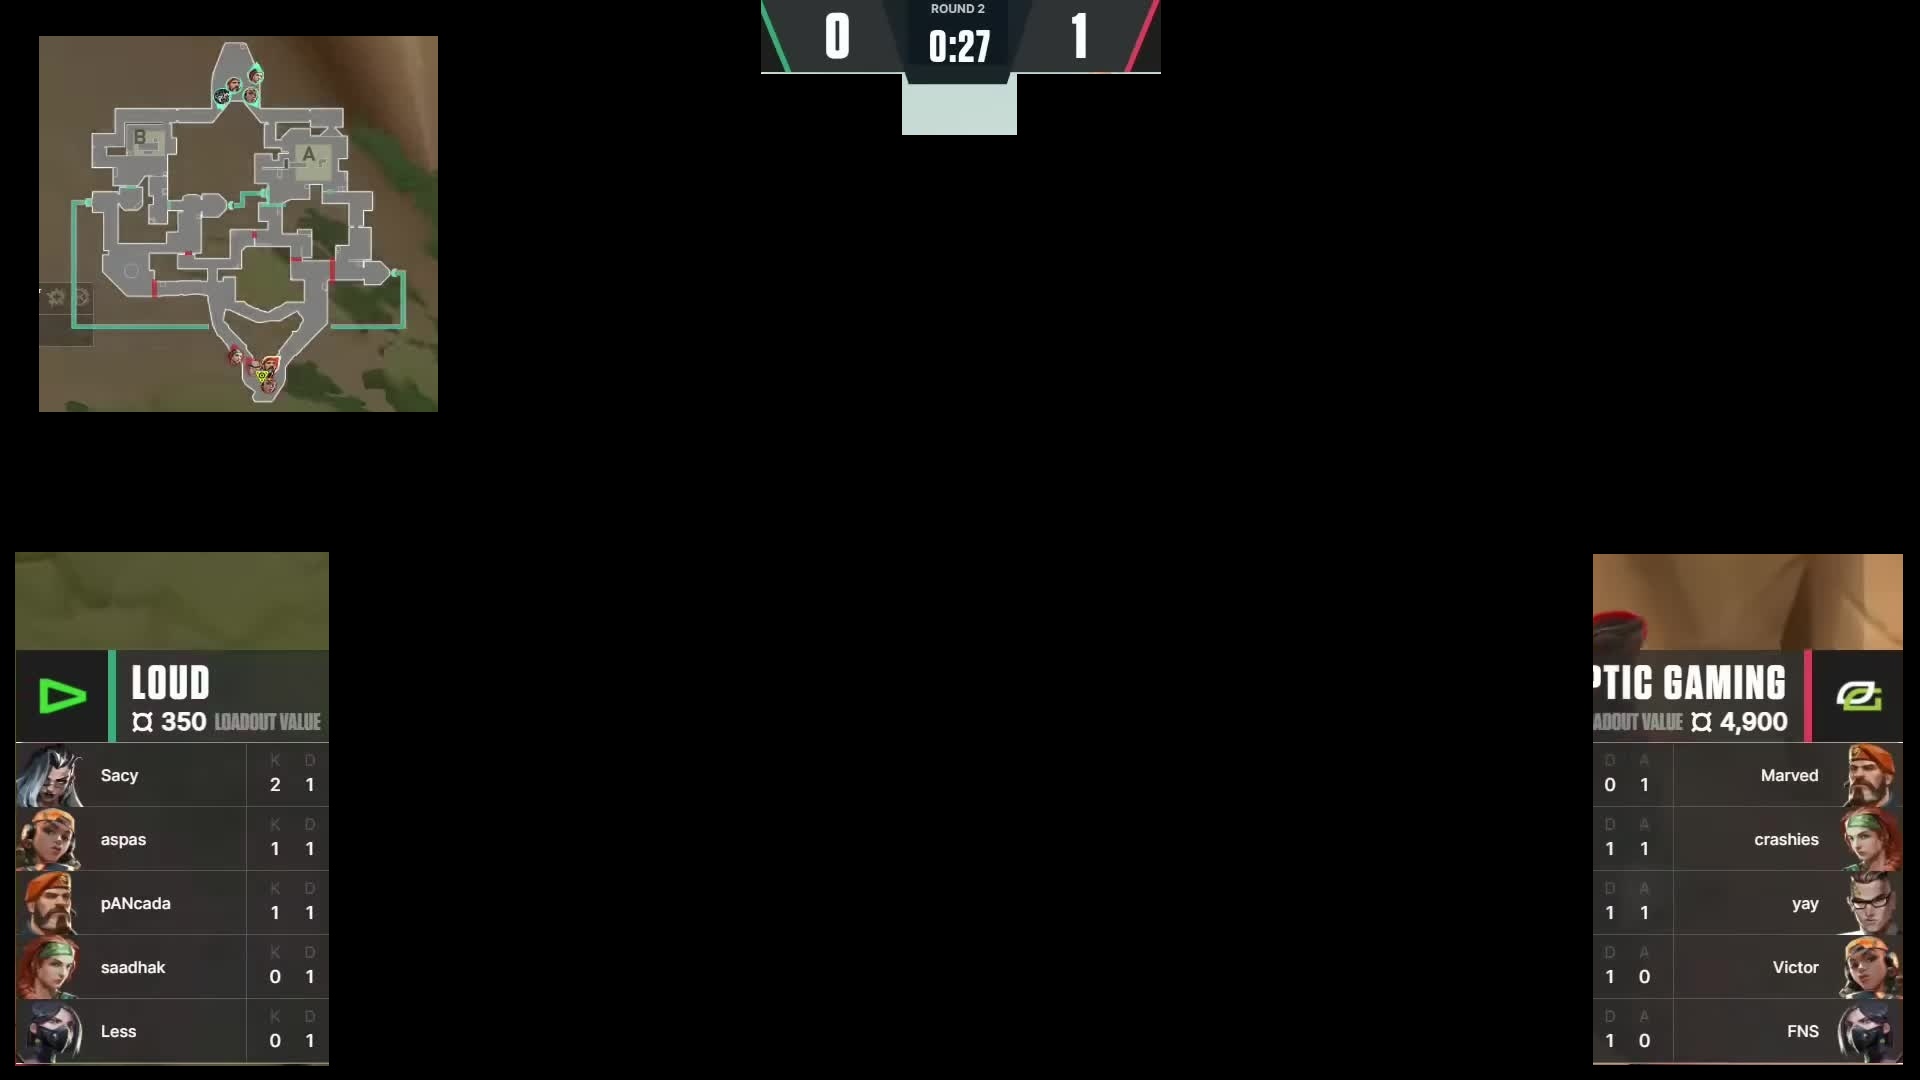 ROUND 2
0 0:27 1
B
A
LOUD
¤ 350 LOADOUT VALUE
K D
Sacy 2 1
K D
aspas 1 1
K D
pANcada 1 1
K D
saadhak 0 1
K D
Less 0 1
PTIC GAMING
ADOUT VALUE ¤ 4,900
D A
0 1 Marved
D A
1 1 crashies
D A
1 1 yay
D A
1 0 Victor
D A
1 0 FNS